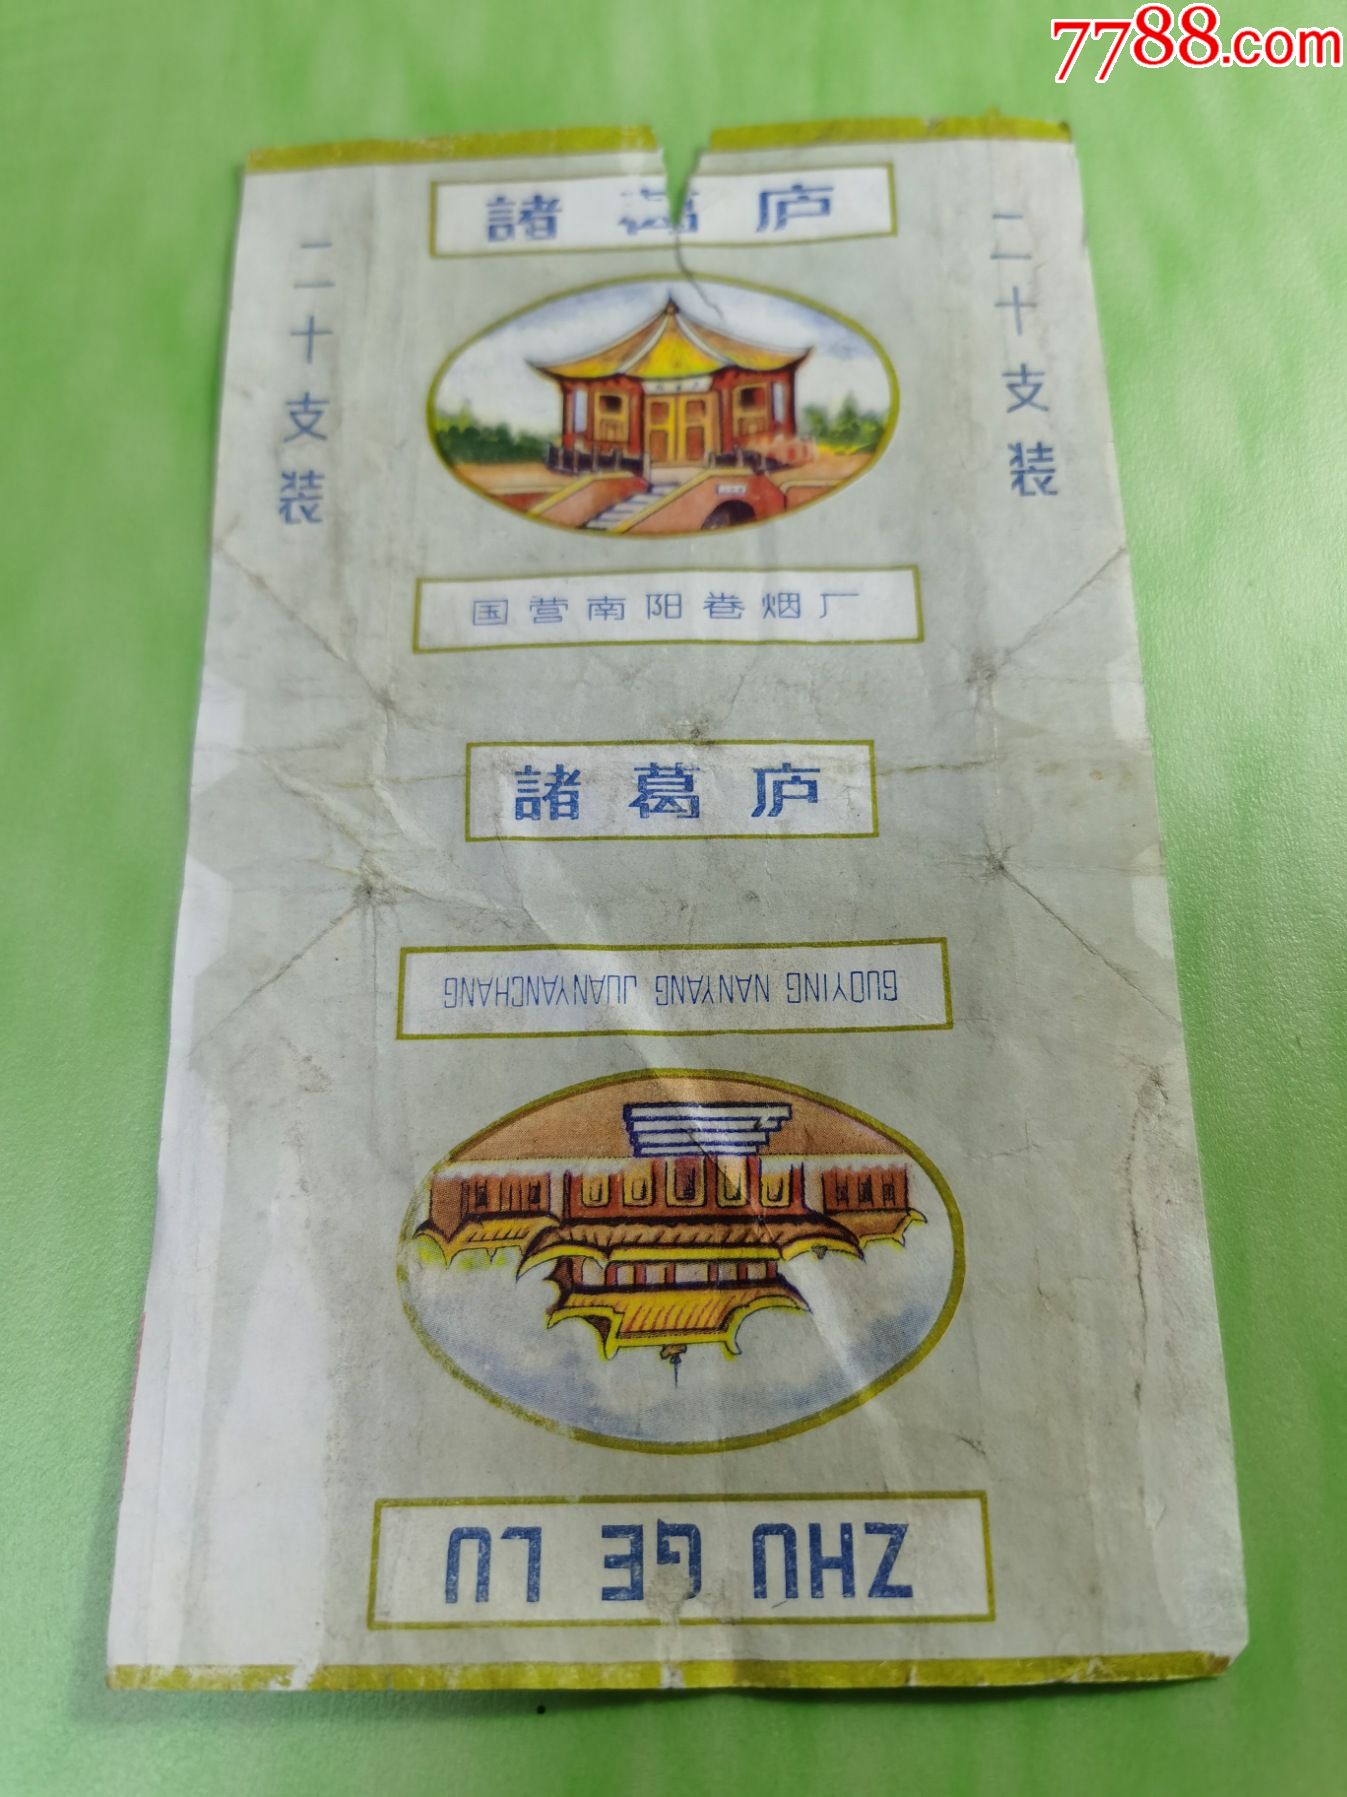 7788.com
諸葛庐
二十支装
二十支装
国营南阳卷烟厂
諸葛庐
GUOYING NANYANG JUANYANCHANG
ZHU GE LU